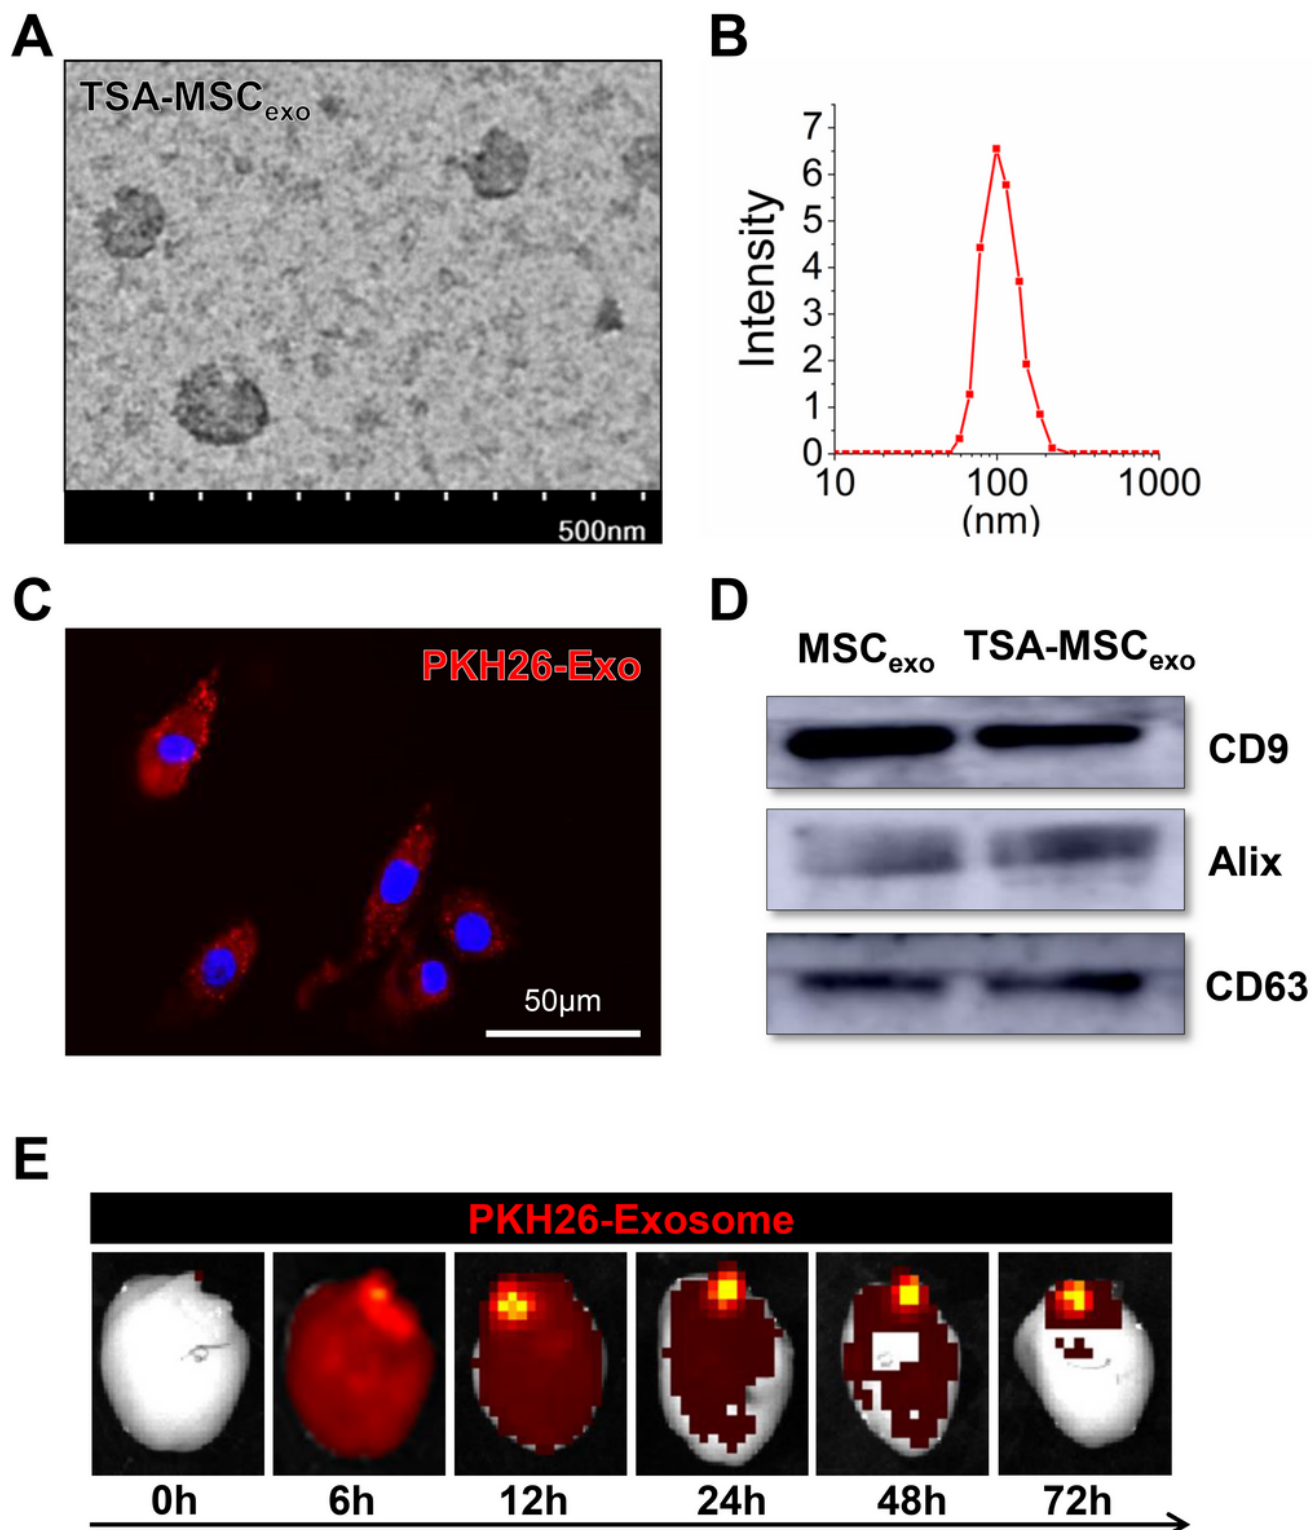 A
TSA-MSCexo
500nm
B
Intensity
7
6
5
4
3
2
1
0
10 100 1000
(nm)
C
PKH26-Exo
50μm
D
MSCexo TSA-MSCexo
CD9
Alix
CD63
E
PKH26-Exosome
0h 6h 12h 24h 48h 72h